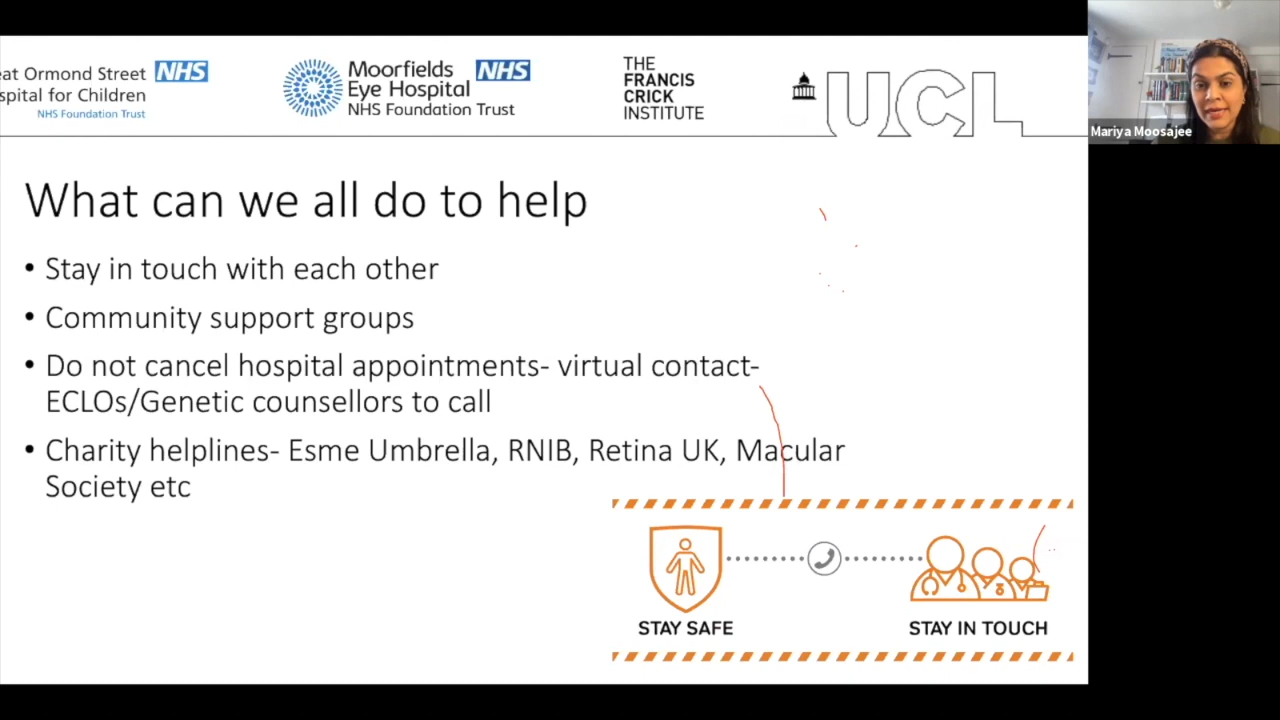 eat Ormond Street NHS
spital for Children
NHS Foundation Trust
Moorfields NHS
Eye Hospital
NHS Foundation Trust
THE
FRANCIS
CRICK
INSTITUTE
UCL
Mariya Moosajee
What can we all do to help
• Stay in touch with each other
• Community support groups
• Do not cancel hospital appointments- virtual contact-
ECLOs/Genetic counsellors to call
• Charity helplines- Esme Umbrella, RNIB, Retina UK, Macular
Society etc
STAY SAFE
STAY IN TOUCH